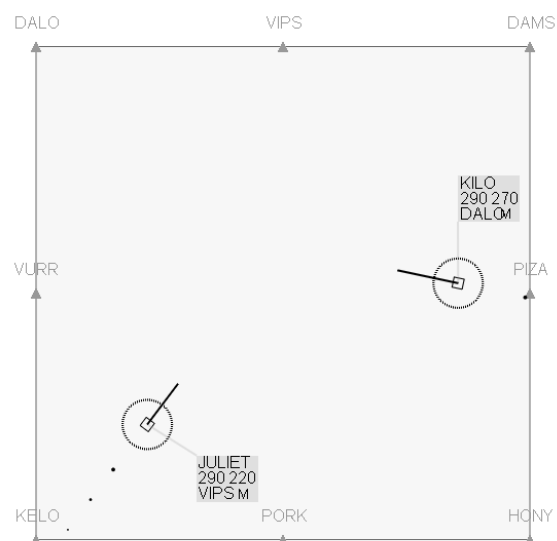 DALO VIPS DAMS
KILO
290 270
DALO M
VURR PIZA
JULIET
290 220
VIPS M
KELO PORK HONY